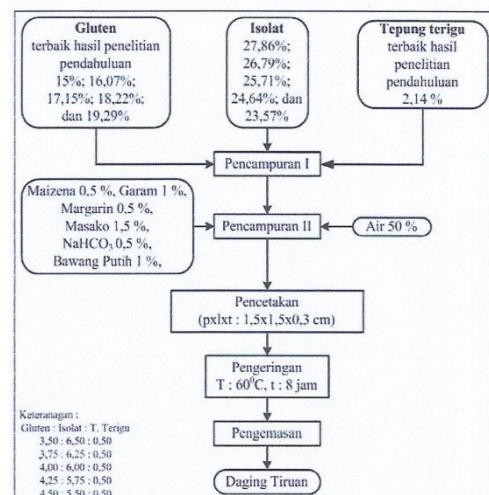 Gluten
terbaik hasil penelitian
pendahuluan
15%; 16,07%;
17,15%; 18,22%;
dan 19,29%
Isolat
27,86%;
26,79%;
25,71%;
24,64%; dan
23,57%
Tepung terigu
terbaik hasil
penelitian
pendahuluan
2,14 %
Pencampuran I
Maizena 0,5 %, Garam 1 %,
Margarin 0,5 %,
Masako 1,5 %,
NaHCO₃ 0,5 %,
Bawang Putih 1 %,
Pencampuran II
Air 50 %
Pencetakan
(pxlxt : 1,5x1,5x0,3 cm)
Pengeringan
T : 60⁰C, t : 8 jam
Pengemasan
Daging Tiruan
Keteranagan :
Gluten : Isolat : T. Terigu
3,50 : 6,50 : 0,50
3,75 : 6,25 : 0,50
4,00 : 6,00 : 0,50
4,25 : 5,75 : 0,50
4,50 : 5,50 : 0,50